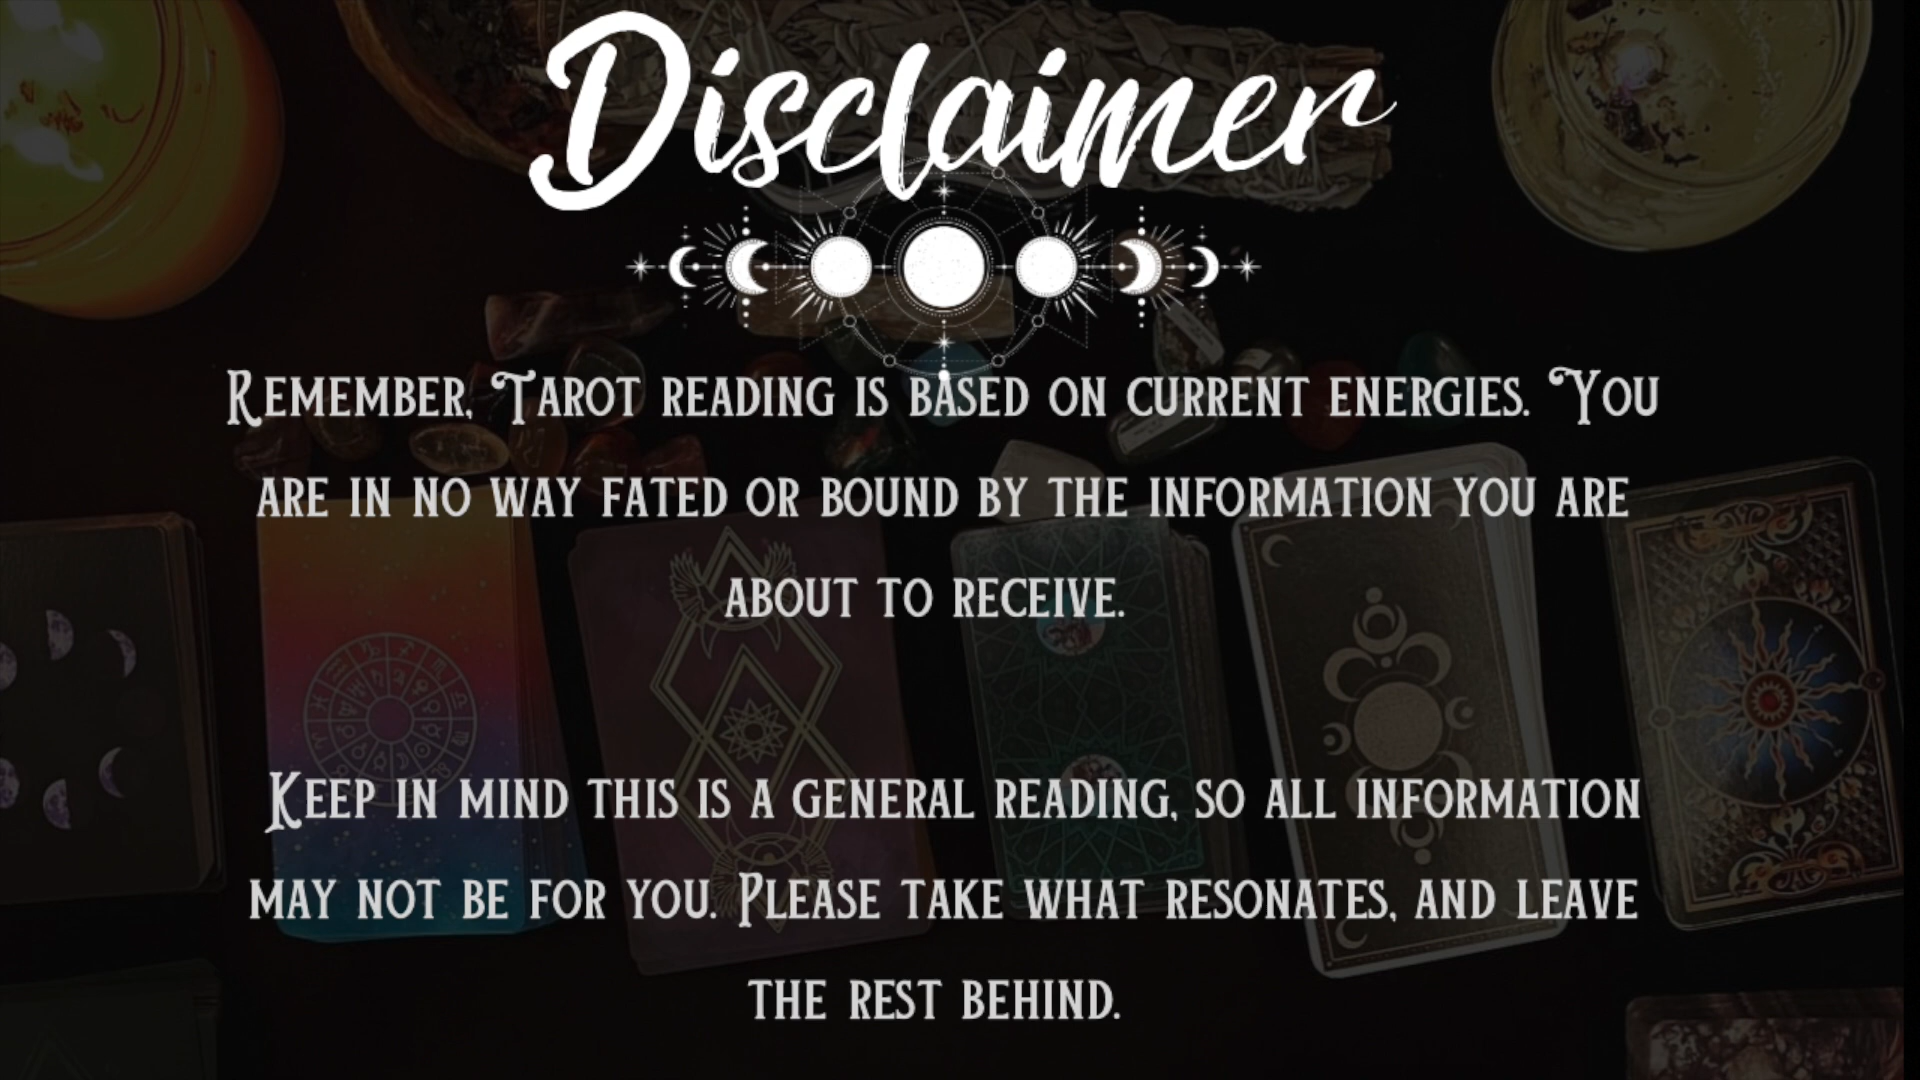 Disclaimer
Remember, Tarot reading is based on current energies. You
are in no way fated or bound by the information you are
about to receive.
Keep in mind this is a general reading, so all information
may not be for you. Please take what resonates, and leave
the rest behind.